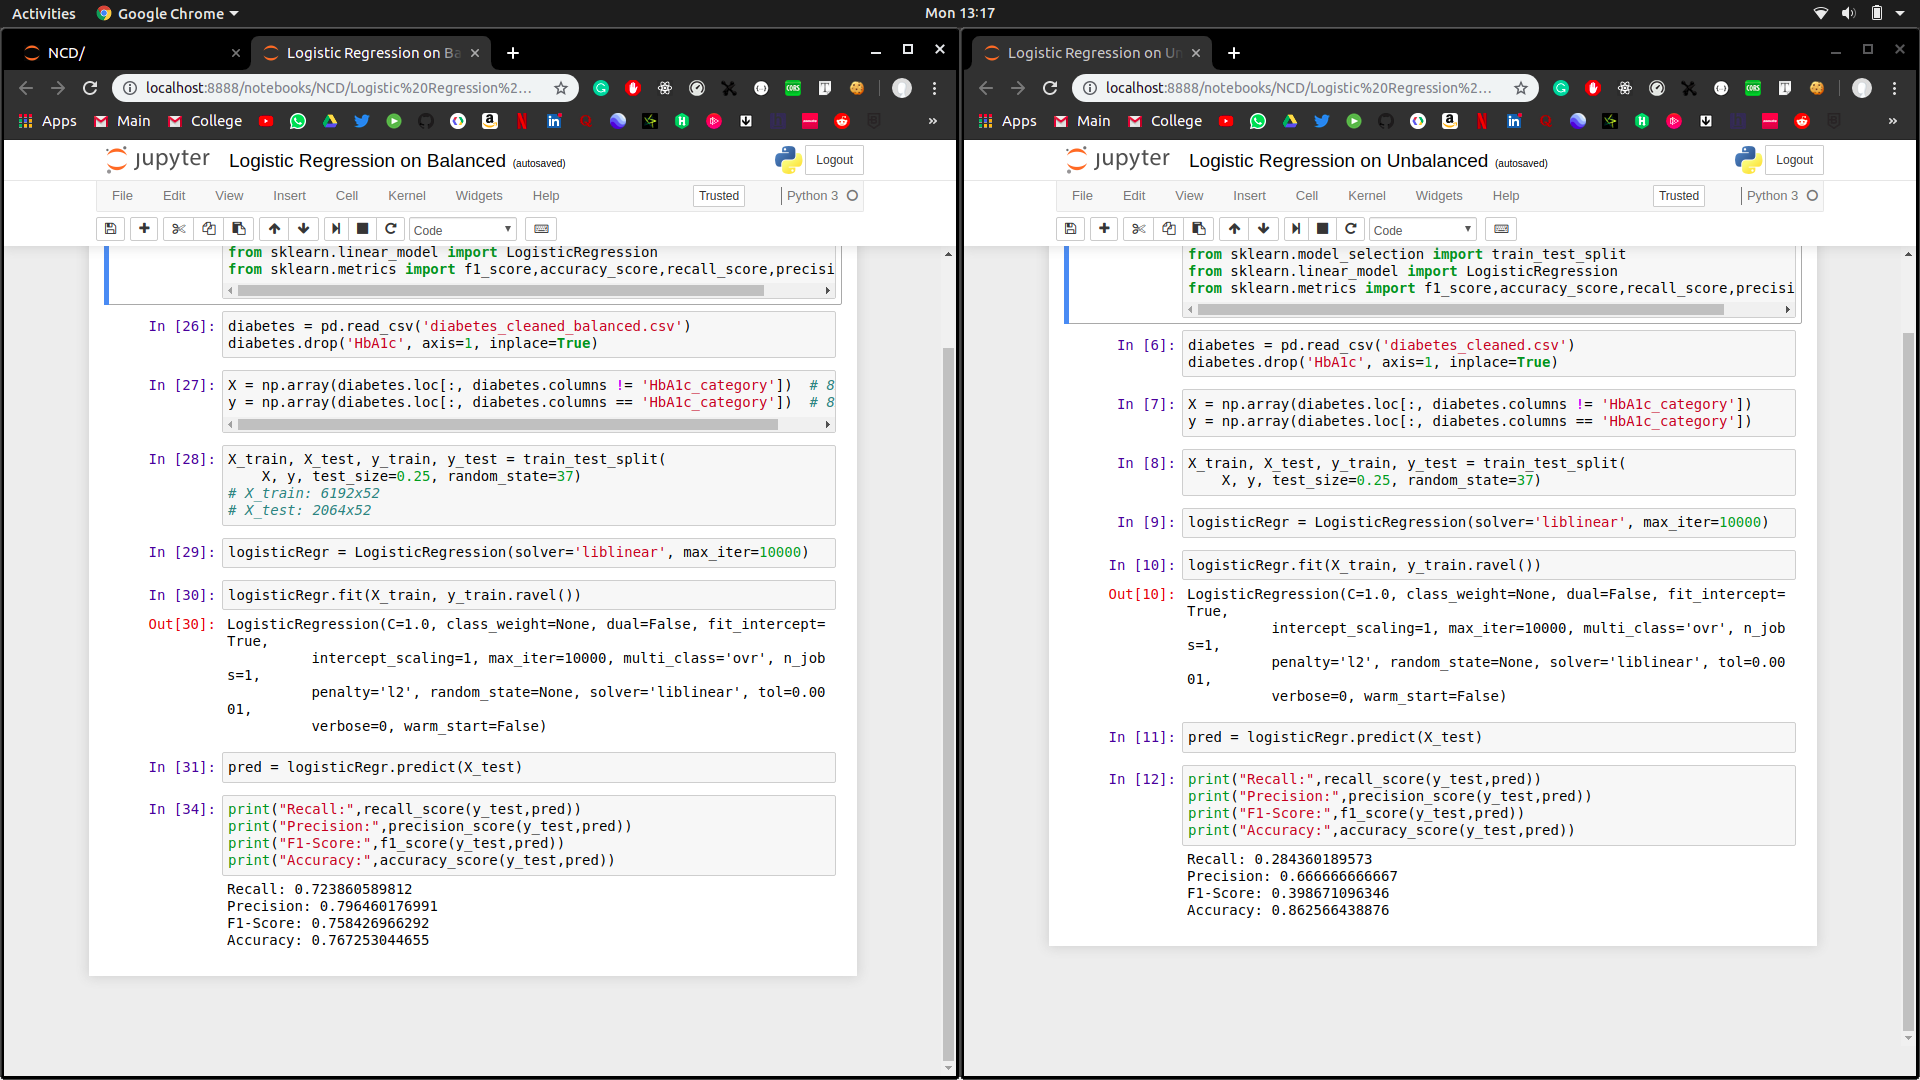 Activities Google Chrome Mon 13:17
NCD/ Logistic Regression on Ba
localhost:8888/notebooks/NCD/Logistic%20Regression%2...
Apps Main College »
jupyter Logistic Regression on Balanced (autosaved) Logout
File Edit View Insert Cell Kernel Widgets Help Trusted Python 3
Code
from sklearn.linear_model import LogisticRegression
from sklearn.metrics import f1_score,accuracy_score,recall_score,precisi
In [26]: diabetes = pd.read_csv('diabetes_cleaned_balanced.csv')
diabetes.drop('HbA1c', axis=1, inplace=True)
In [27]: X = np.array(diabetes.loc[:, diabetes.columns != 'HbA1c_category']) # 8
y = np.array(diabetes.loc[:, diabetes.columns == 'HbA1c_category']) # 8
In [28]: X_train, X_test, y_train, y_test = train_test_split(
X, y, test_size=0.25, random_state=37)
# X_train: 6192x52
# X_test: 2064x52
In [29]: logisticRegr = LogisticRegression(solver='liblinear', max_iter=10000)
In [30]: logisticRegr.fit(X_train, y_train.ravel())
Out[30]: LogisticRegression(C=1.0, class_weight=None, dual=False, fit_intercept=
True,
intercept_scaling=1, max_iter=10000, multi_class='ovr', n_job
s=1,
penalty='l2', random_state=None, solver='liblinear', tol=0.00
01,
verbose=0, warm_start=False)
In [31]: pred = logisticRegr.predict(X_test)
In [34]: print("Recall:",recall_score(y_test,pred))
print("Precision:",precision_score(y_test,pred))
print("F1-Score:",f1_score(y_test,pred))
print("Accuracy:",accuracy_score(y_test,pred))
Recall: 0.723860589812
Precision: 0.796460176991
F1-Score: 0.758426966292
Accuracy: 0.767253044655
Logistic Regression on Un
localhost:8888/notebooks/NCD/Logistic%20Regression%2...
Apps Main College »
jupyter Logistic Regression on Unbalanced (autosaved) Logout
File Edit View Insert Cell Kernel Widgets Help Trusted Python 3
Code
from sklearn.model_selection import train_test_split
from sklearn.linear_model import LogisticRegression
from sklearn.metrics import f1_score,accuracy_score,recall_score,precisi
In [6]: diabetes = pd.read_csv('diabetes_cleaned.csv')
diabetes.drop('HbA1c', axis=1, inplace=True)
In [7]: X = np.array(diabetes.loc[:, diabetes.columns != 'HbA1c_category'])
y = np.array(diabetes.loc[:, diabetes.columns == 'HbA1c_category'])
In [8]: X_train, X_test, y_train, y_test = train_test_split(
X, y, test_size=0.25, random_state=37)
In [9]: logisticRegr = LogisticRegression(solver='liblinear', max_iter=10000)
In [10]: logisticRegr.fit(X_train, y_train.ravel())
Out[10]: LogisticRegression(C=1.0, class_weight=None, dual=False, fit_intercept=
True,
intercept_scaling=1, max_iter=10000, multi_class='ovr', n_job
s=1,
penalty='l2', random_state=None, solver='liblinear', tol=0.00
01,
verbose=0, warm_start=False)
In [11]: pred = logisticRegr.predict(X_test)
In [12]: print("Recall:",recall_score(y_test,pred))
print("Precision:",precision_score(y_test,pred))
print("F1-Score:",f1_score(y_test,pred))
print("Accuracy:",accuracy_score(y_test,pred))
Recall: 0.284360189573
Precision: 0.666666666667
F1-Score: 0.398671096346
Accuracy: 0.862566438876